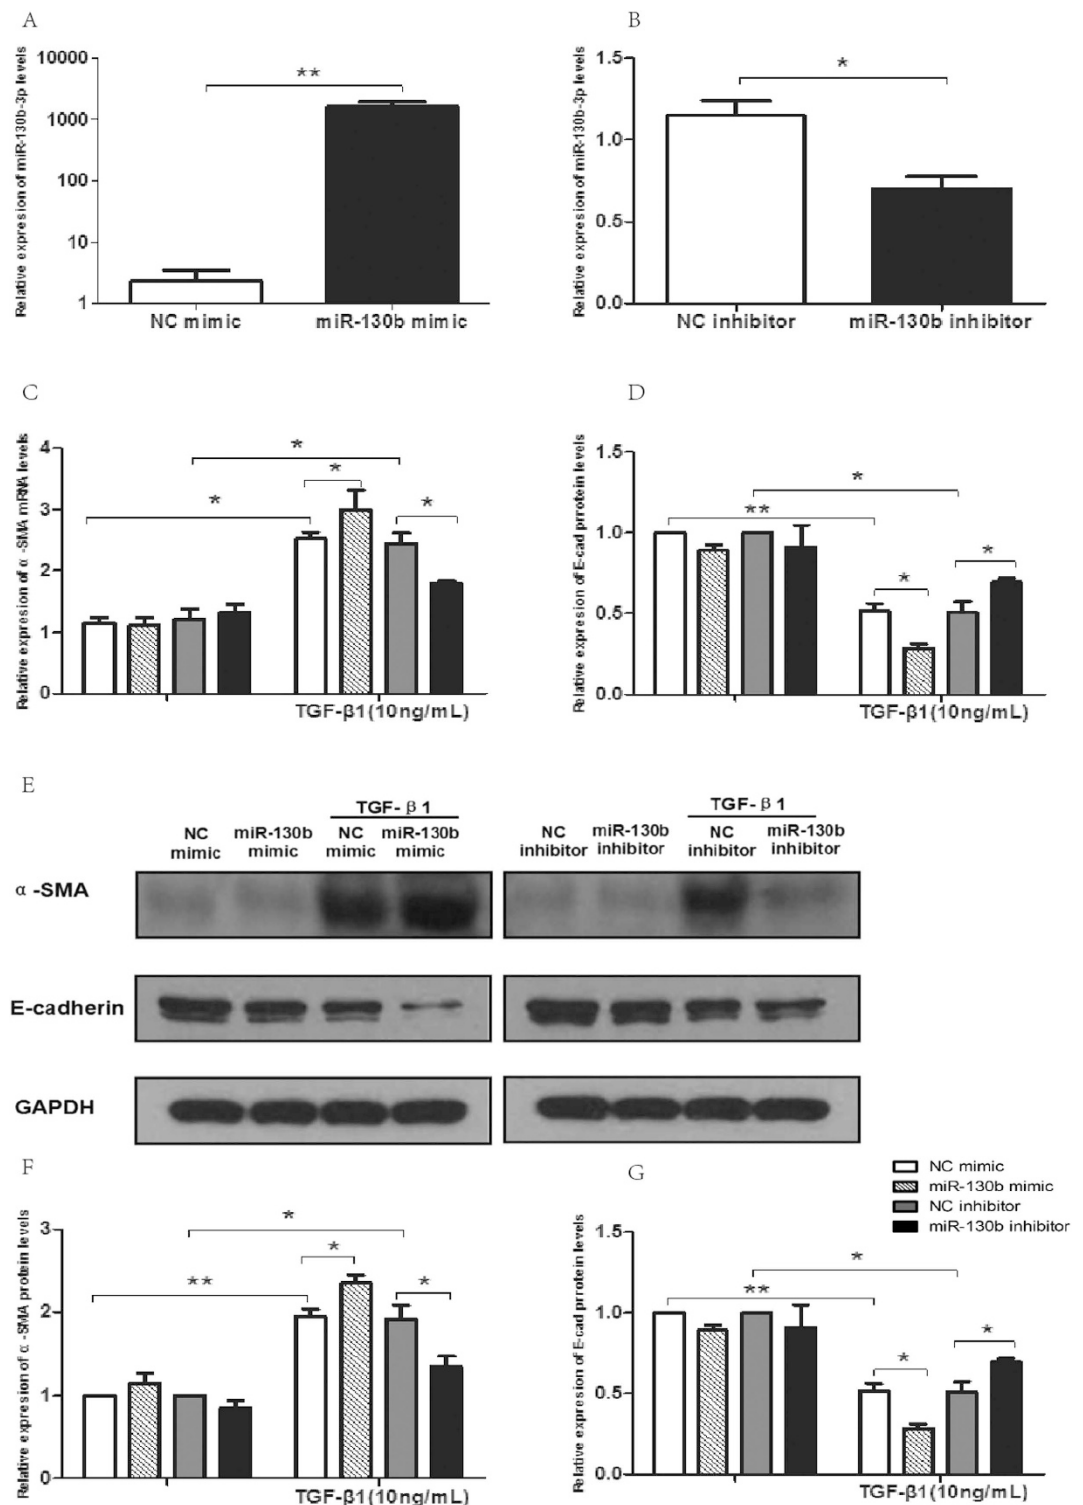 A
Relative expresion of miR-130b-3p levels
10000
1000
100
10
1
**
NC mimic miR-130b mimic
B
Relative expresion of miR-130b-3p levels
1.5
1.0
0.5
0.0
*
NC inhibitor miR-130b inhibitor
C
Relative expresion of α-SMA mRNA levels
4
3
2
1
0
*
*
*
*
TGF-β1(10ng/mL)
D
Relative expresion of E-cad prrotein levels
1.5
1.0
0.5
0.0
*
**
*
*
TGF-β1(10ng/mL)
E
TGF-β1 TGF-β1
NC miR-130b NC miR-130b NC miR-130b NC miR-130b
mimic mimic mimic mimic inhibitor inhibitor inhibitor inhibitor
α-SMA
E-cadherin
GAPDH
F
Relative expresion of α-SMA protein levels
3
2
1
0
*
**
*
*
TGF-β1(10ng/mL)
G
NC mimic
miR-130b mimic
NC inhibitor
miR-130b inhibitor
Relative expresion of E-cad prrotein levels
1.5
1.0
0.5
0.0
*
**
*
*
TGF-β1(10ng/mL)